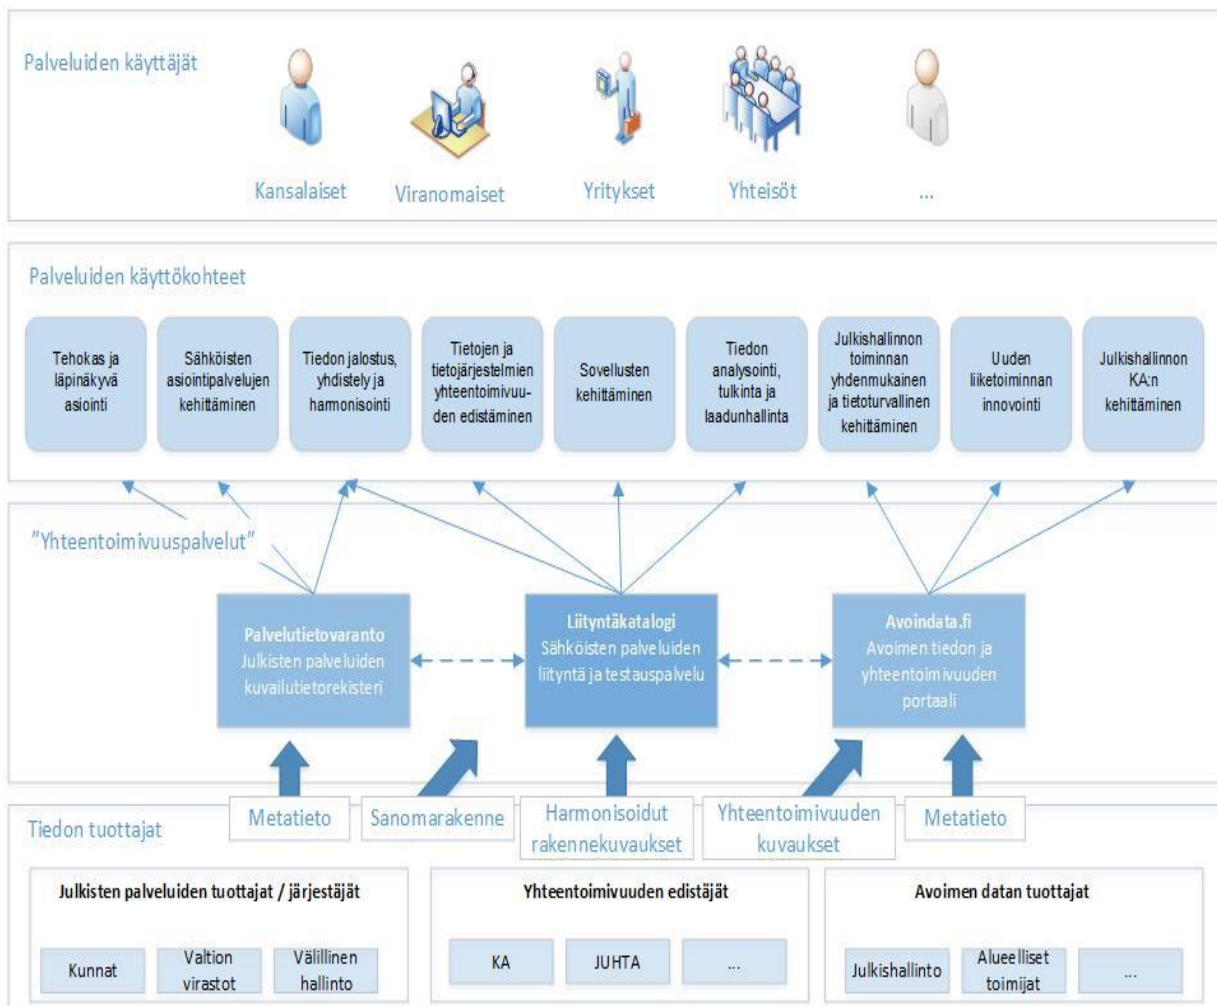 Palveluiden käyttäjät
Kansalaiset
Viranomaiset
Yritykset
Yhteisöt
...
Palveluiden käyttökohteet
Tehokas ja
läpinäkyvä
asiointi
Sähköisten
asiointipalvelujen
kehittäminen
Tiedon jalostus,
yhdistely ja
harmonisointi
Tietojen ja
tietojärjestelmien
yhteentoimivuu-
den edistäminen
Sovellusten
kehittäminen
Tiedon
analysointi,
tulkinta ja
laadunhallinta
Julkishallinnon
toiminnan
yhdenmukainen
ja tietoturvallinen
kehittäminen
Uuden
liiketoiminnan
innovointi
Julkishallinnon
KA:n
kehittäminen
”Yhteentoimivuuspalvelut”
Palvelutietovaranto
Julkisten palveluiden
kuvailutietorekisteri
Liityntäkatalogi
Sähköisten palveluiden
liityntä ja testauspalvelu
Avoindata.fi
Avoimen tiedon ja
yhteentoimivuuden
portaali
Tiedon tuottajat
Metatieto
Sanomarakenne
Harmonisoidut
rakennekuvaukset
Yhteentoimivuuden
kuvaukset
Metatieto
Julkisten palveluiden tuottajat / järjestäjät
Kunnat
Valtion
virastot
Välillinen
hallinto
Yhteentoimivuuden edistäjät
KA
JUHTA
...
Avoimen datan tuottajat
Julkishallinto
Alueelliset
toimijat
...